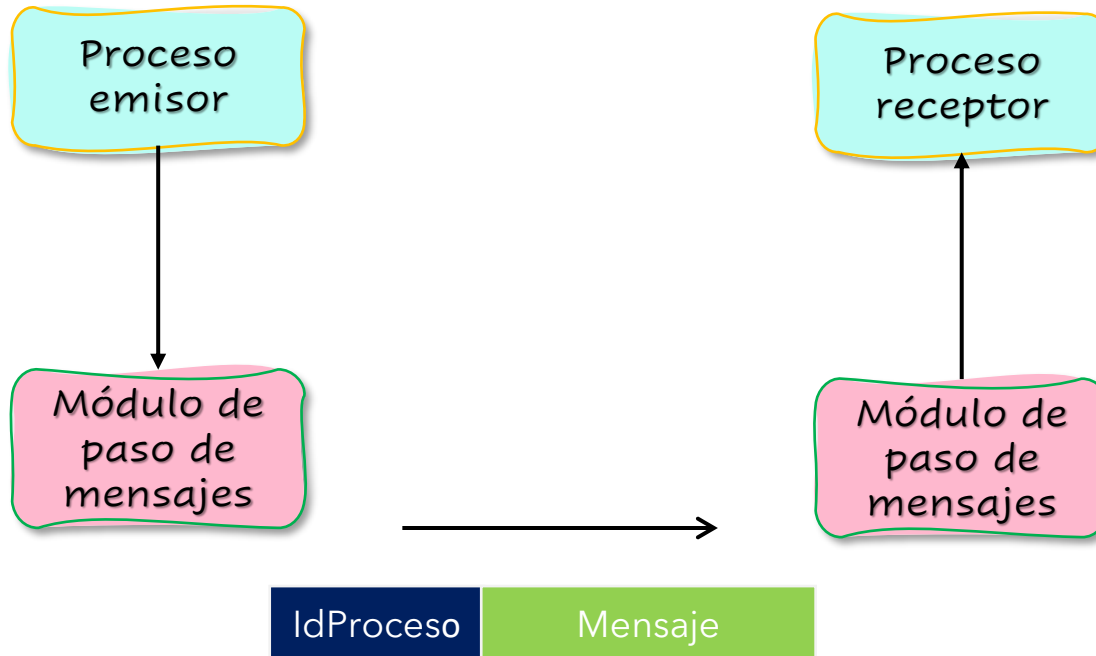 Proceso
emisor
Proceso
receptor
Módulo de
paso de
mensajes
Módulo de
paso de
mensajes
IdProceso
Mensaje